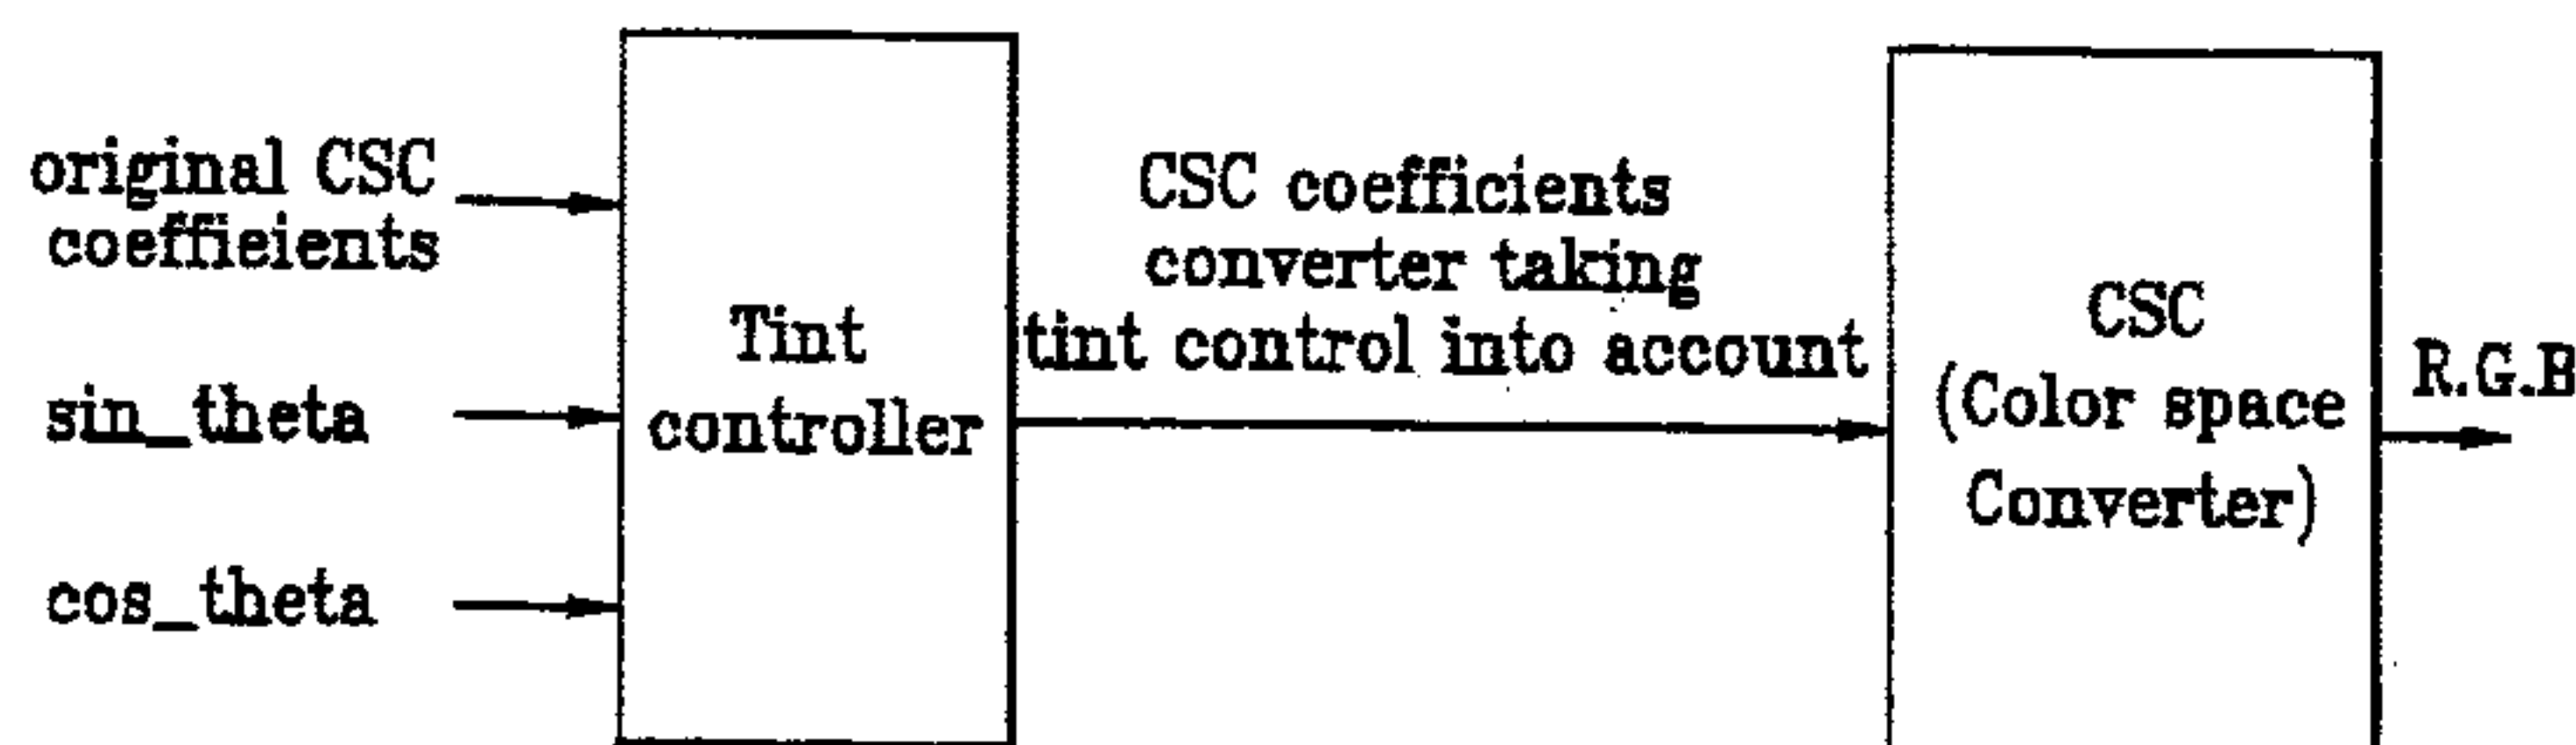 original CSC
coeffieients
sin_theta
cos_theta
Tint
controller
CSC coefficients
converter taking
tint control into account
CSC
(Color space
Converter)
R.G.B